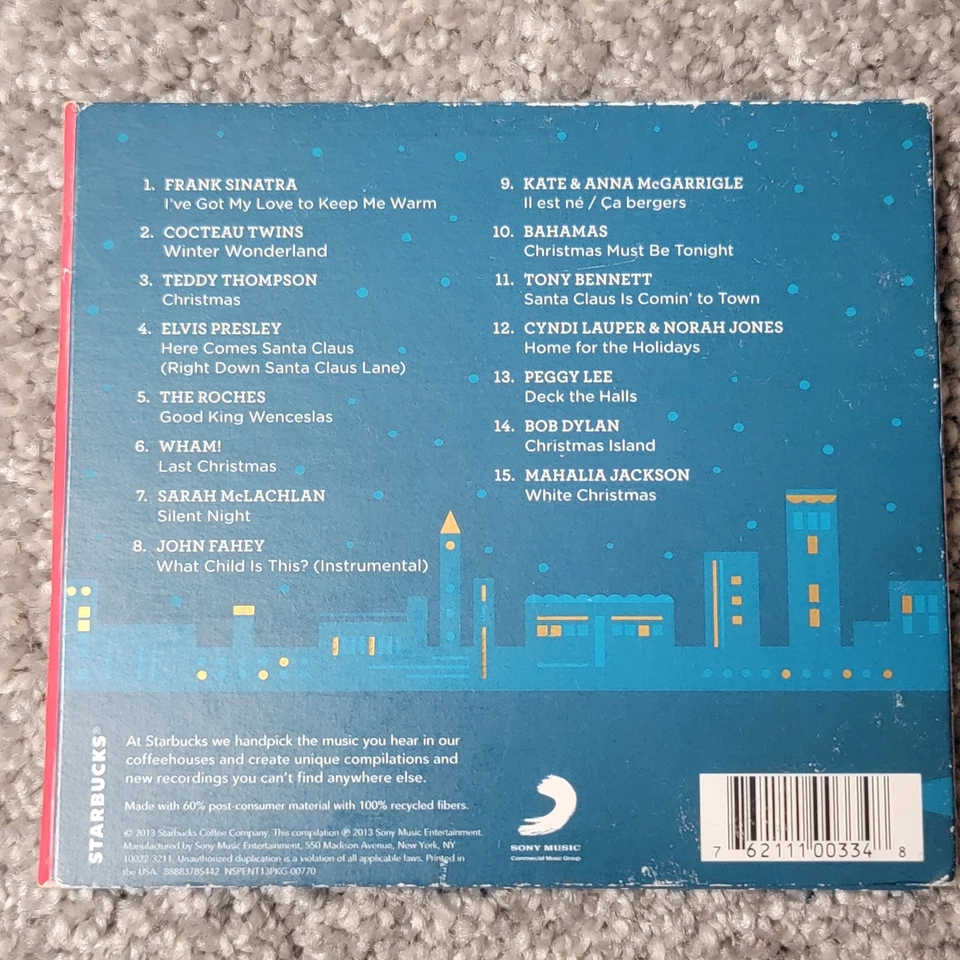 1. FRANK SINATRA
I've Got My Love to Keep Me Warm
2. COCTEAU TWINS
Winter Wonderland
3. TEDDY THOMPSON
Christmas
4. ELVIS PRESLEY
Here Comes Santa Claus
(Right Down Santa Claus Lane)
5. THE ROCHES
Good King Wenceslas
6. WHAM!
Last Christmas
7. SARAH McLACHLAN
Silent Night
8. JOHN FAHEY
What Child Is This? (Instrumental)
9. KATE & ANNA McGARRIGLE
Il est né / Ça bergers
10. BAHAMAS
Christmas Must Be Tonight
11. TONY BENNETT
Santa Claus Is Comin' to Town
12. CYNDI LAUPER & NORAH JONES
Home for the Holidays
13. PEGGY LEE
Deck the Halls
14. BOB DYLAN
Christmas Island
15. MAHALIA JACKSON
White Christmas
STARBUCKS®
At Starbucks we handpick the music you hear in our
coffeehouses and create unique compilations and
new recordings you can't find anywhere else.
Made with 60% post-consumer material with 100% recycled fibers.
© 2013 Starbucks Coffee Company. This compilation ℗ 2013 Sony Music Entertainment.
Manufactured by Sony Music Entertainment, 550 Madison Avenue, New York, NY
10022-3211. Unauthorized duplication is a violation of all applicable laws. Printed in
the USA. 88883785442 NSPENT13PKG-00770
SONY MUSIC
Commercial Music Group
7 62111 00334 8